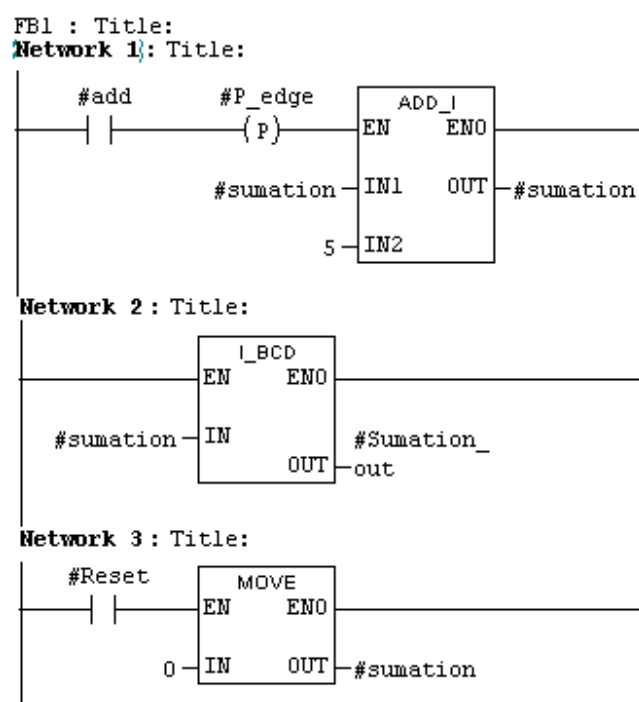 FB1 : Title:
Network 1: Title:
#add #P_edge ADD_I
(P) EN ENO
#sumation IN1 OUT #sumation
5 IN2
Network 2 : Title:
I_BCD
EN ENO
#sumation IN #Sumation_
OUT out
Network 3 : Title:
#Reset MOVE
EN ENO
0 IN OUT #sumation